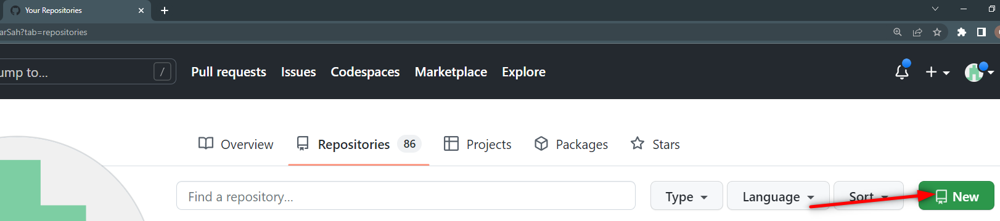 Your Repositories
arSah?tab=repositories
ump to... /
Pull requests Issues Codespaces Marketplace Explore
Overview Repositories 86 Projects Packages Stars
Find a repository... Type Language Sort New